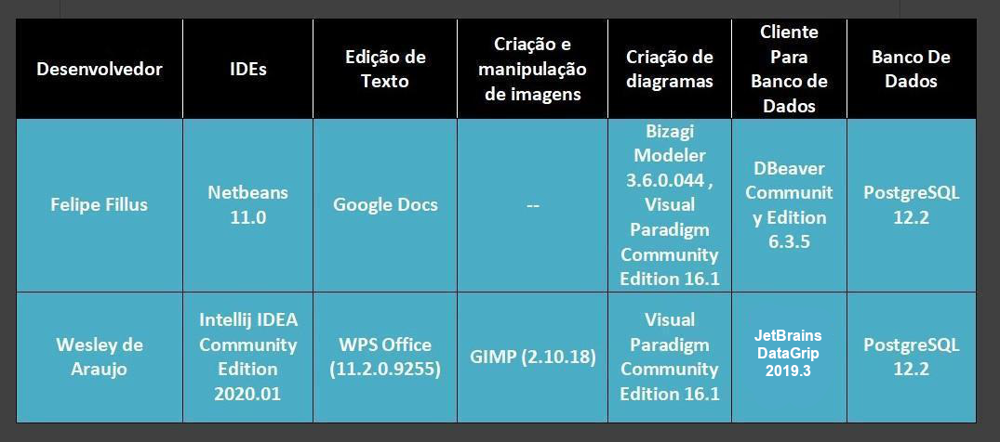 Desenvolvedor
IDEs
Edição de
Texto
Criação e
manipulação
de imagens
Criação de
diagramas
Cliente
Para
Banco de
Dados
Banco De
Dados
Felipe Fillus
Netbeans
11.0
Google Docs
--
Bizagi
Modeler
3.6.0.044 ,
Visual
Paradigm
Community
Edition 16.1
DBeaver
Communit
y Edition
6.3.5
PostgreSQL
12.2
Wesley de
Araujo
Intellij IDEA
Community
Edition
2020.01
WPS Office
(11.2.0.9255)
GIMP (2.10.18)
Visual
Paradigm
Community
Edition 16.1
JetBrains
DataGrip
2019.3
PostgreSQL
12.2